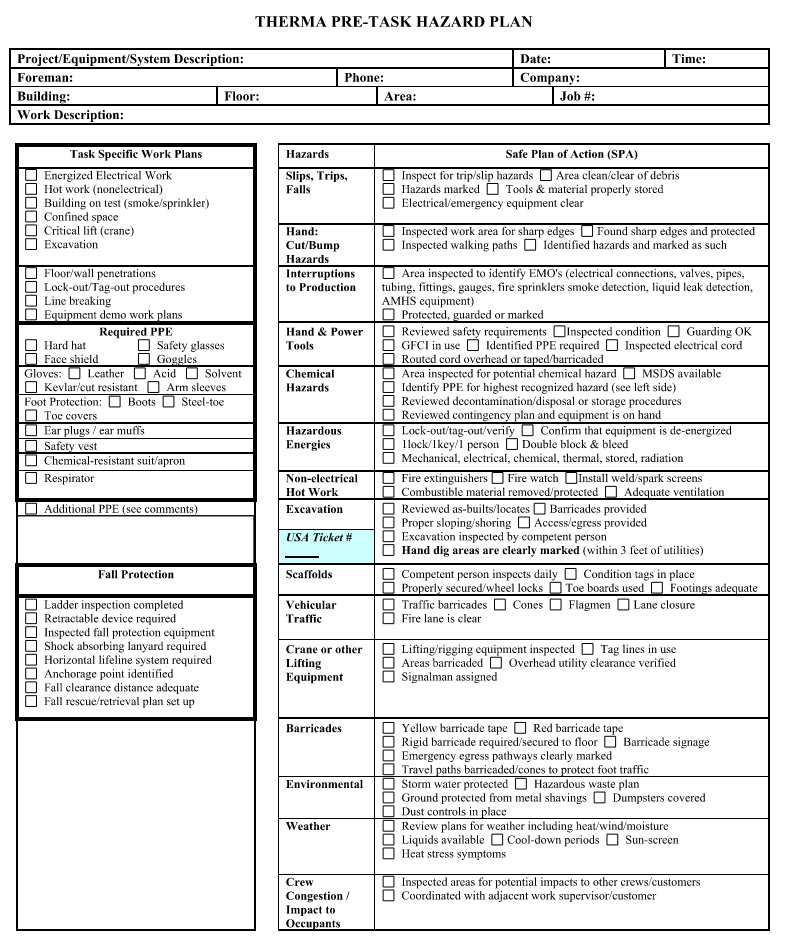 THERMA PRE-TASK HAZARD PLAN
Project/Equipment/System Description: Date: Time:
Foreman: Phone: Company:
Building: Floor: Area: Job #:
Work Description:
Task Specific Work Plans
Energized Electrical Work
Hot work (nonelectrical)
Building on test (smoke/sprinkler)
Confined space
Critical lift (crane)
Excavation
Floor/wall penetrations
Lock-out/Tag-out procedures
Line breaking
Equipment demo work plans
Required PPE
Hard hat Safety glasses
Face shield Goggles
Gloves: Leather Acid Solvent
Kevlar/cut resistant Arm sleeves
Foot Protection: Boots Steel-toe
Toe covers
Ear plugs / ear muffs
Safety vest
Chemical-resistant suit/apron
Respirator
Additional PPE (see comments)
Fall Protection
Ladder inspection completed
Retractable device required
Inspected fall protection equipment
Shock absorbing lanyard required
Horizontal lifeline system required
Anchorage point identified
Fall clearance distance adequate
Fall rescue/retrieval plan set up
Hazards Safe Plan of Action (SPA)
Slips, Trips, Inspect for trip/slip hazards Area clean/clear of debris
Falls Hazards marked Tools & material properly stored
Electrical/emergency equipment clear
Hand: Inspected work area for sharp edges Found sharp edges and protected
Cut/Bump Inspected walking paths Identified hazards and marked as such
Hazards
Interruptions Area inspected to identify EMO's (electrical connections, valves, pipes,
to Production tubing, fittings, gauges, fire sprinklers smoke detection, liquid leak detection,
AMHS equipment)
Protected, guarded or marked
Hand & Power Reviewed safety requirements Inspected condition Guarding OK
Tools GFCI in use Identified PPE required Inspected electrical cord
Routed cord overhead or taped/barricaded
Chemical Area inspected for potential chemical hazard MSDS available
Hazards Identify PPE for highest recognized hazard (see left side)
Reviewed decontamination/disposal or storage procedures
Reviewed contingency plan and equipment is on hand
Hazardous Lock-out/tag-out/verify Confirm that equipment is de-energized
Energies 1lock/1key/1 person Double block & bleed
Mechanical, electrical, chemical, thermal, stored, radiation
Non-electrical Fire extinguishers Fire watch Install weld/spark screens
Hot Work Combustible material removed/protected Adequate ventilation
Excavation Reviewed as-builts/locates Barricades provided
Proper sloping/shoring Access/egress provided
USA Ticket # Excavation inspected by competent person
Hand dig areas are clearly marked (within 3 feet of utilities)
Scaffolds Competent person inspects daily Condition tags in place
Properly secured/wheel locks Toe boards used Footings adequate
Vehicular Traffic barricades Cones Flagmen Lane closure
Traffic Fire lane is clear
Crane or other Lifting/rigging equipment inspected Tag lines in use
Lifting Areas barricaded Overhead utility clearance verified
Equipment Signalman assigned
Barricades Yellow barricade tape Red barricade tape
Rigid barricade required/secured to floor Barricade signage
Emergency egress pathways clearly marked
Travel paths barricaded/cones to protect foot traffic
Environmental Storm water protected Hazardous waste plan
Ground protected from metal shavings Dumpsters covered
Dust controls in place
Weather Review plans for weather including heat/wind/moisture
Liquids available Cool-down periods Sun-screen
Heat stress symptoms
Crew Inspected areas for potential impacts to other crews/customers
Congestion / Coordinated with adjacent work supervisor/customer
Impact to
Occupants